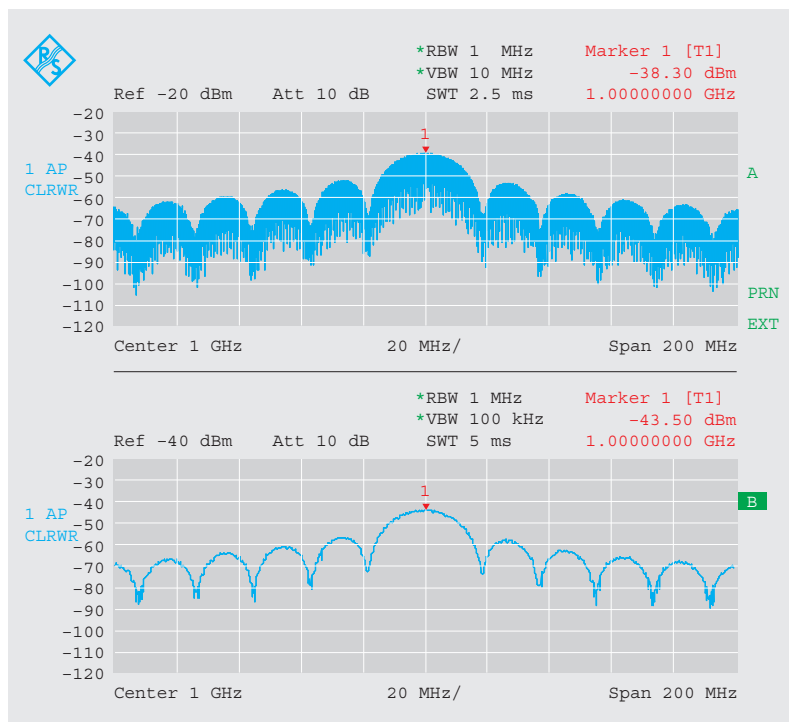 R&S
*RBW 1 MHz Marker 1 [T1]
*VBW 10 MHz -38.30 dBm
Ref -20 dBm Att 10 dB SWT 2.5 ms 1.00000000 GHz
-20
-30
1
-40
1 AP A
-50
CLRWR
-60
-70
-80
-90
-100 PRN
-110
-120 EXT
Center 1 GHz 20 MHz/ Span 200 MHz
*RBW 1 MHz Marker 1 [T1]
*VBW 100 kHz -43.50 dBm
Ref -40 dBm Att 10 dB SWT 5 ms 1.00000000 GHz
-20
-30
1
-40 B
1 AP
-50
CLRWR
-60
-70
-80
-90
-100
-110
-120
Center 1 GHz 20 MHz/ Span 200 MHz